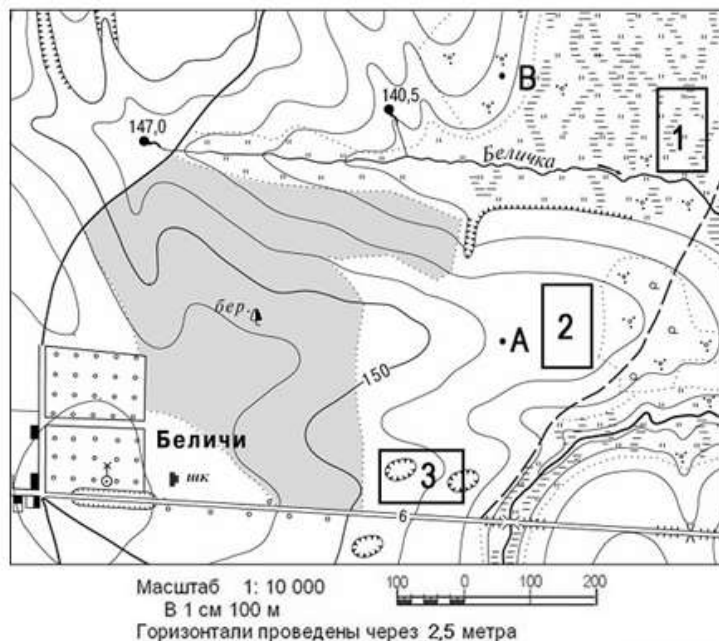 147,0
140,5
В
1
Беличка
бер.
А
2
150
Беличи
шк
3
6
Масштаб 1: 10 000
В 1 см 100 м
100 0 100 200
Горизонтали проведены через 2,5 метра